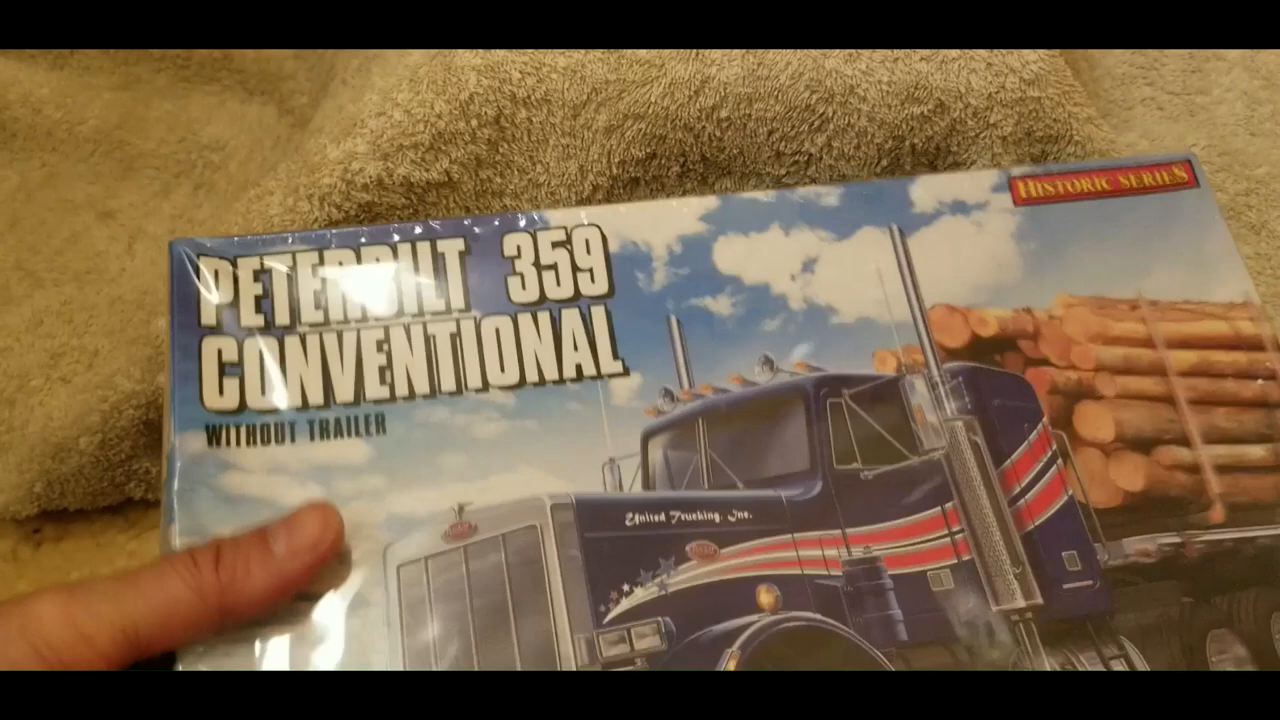 HISTORIC SERIES
PETERBILT 359
CONVENTIONAL
WITHOUT TRAILER
United Trucking, Inc.